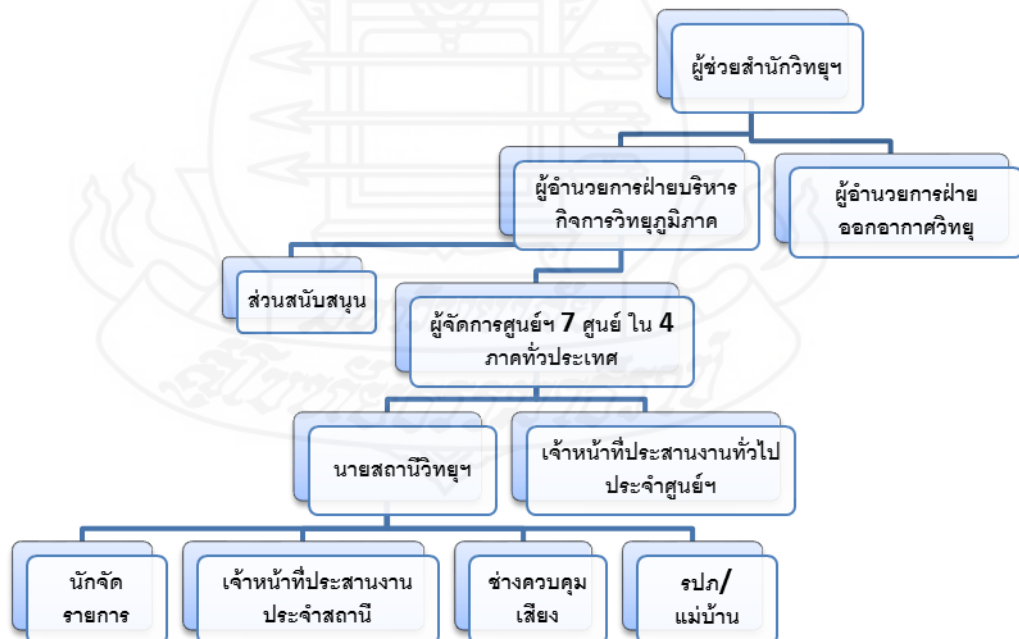 ผู้ช่วยสำนักวิทยุฯ
ผู้อำนวยการฝ่ายบริหาร
กิจการวิทยุภูมิภาค
ผู้อำนวยการฝ่าย
ออกอากาศวิทยุ
ส่วนสนับสนุน
ผู้จัดการศูนย์ฯ 7 ศูนย์ ใน 4
ภาคทั่วประเทศ
นายสถานีวิทยุฯ
เจ้าหน้าที่ประสานงานทั่วไป
ประจำศูนย์ฯ
นักจัด
รายการ
เจ้าหน้าที่ประสานงาน
ประจำสถานี
ช่างควบคุม
เสียง
รปภ/
แม่บ้าน